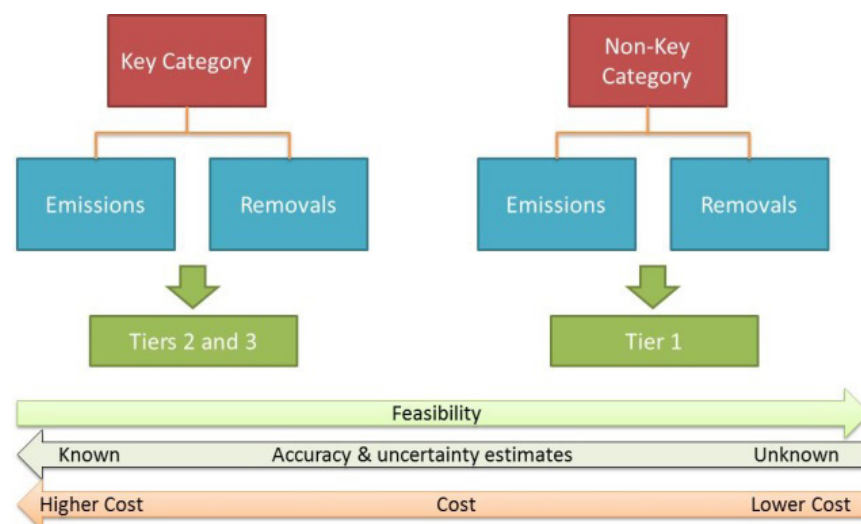 Key Category
Non-Key
Category
Emissions
Removals
Emissions
Removals
Tiers 2 and 3
Tier 1
Feasibility
Known Accuracy & uncertainty estimates Unknown
Higher Cost Cost Lower Cost